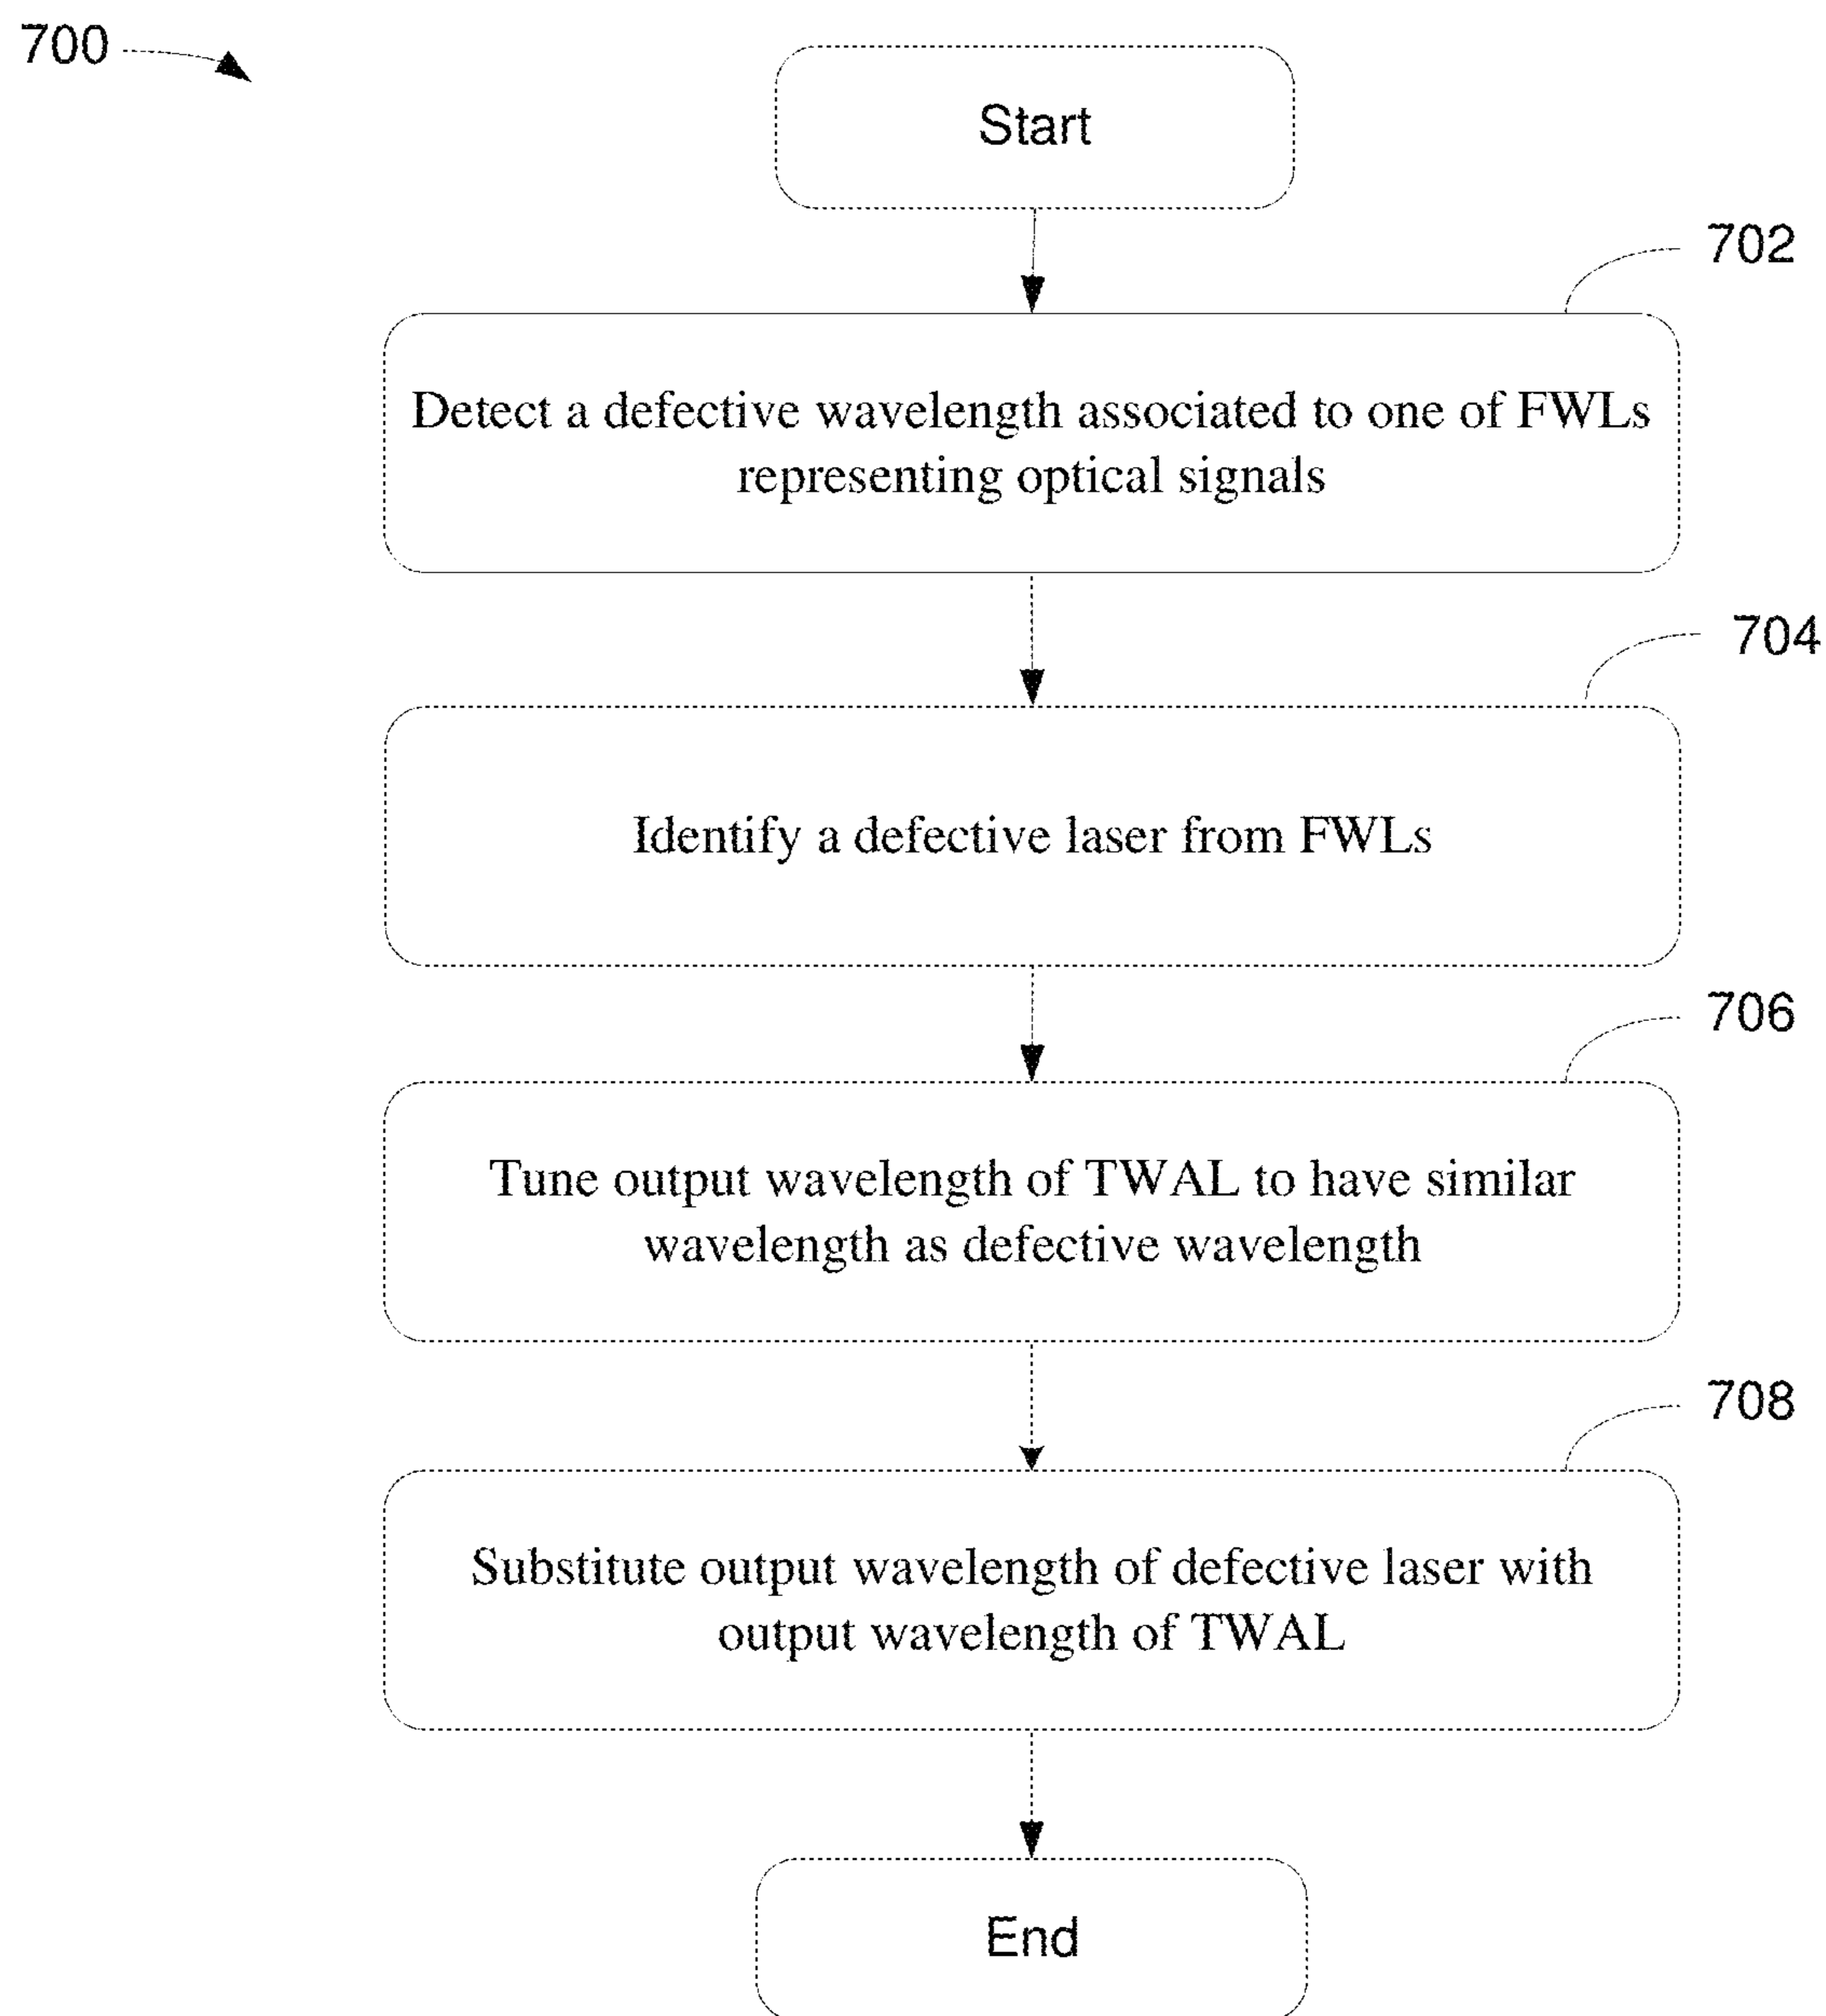 700
Start
702
Detect a defective wavelength associated to one of FWLs
representing optical signals
704
Identify a defective laser from FWLs
706
Tune output wavelength of TWAL to have similar
wavelength as defective wavelength
708
Substitute output wavelength of defective laser with
output wavelength of TWAL
End